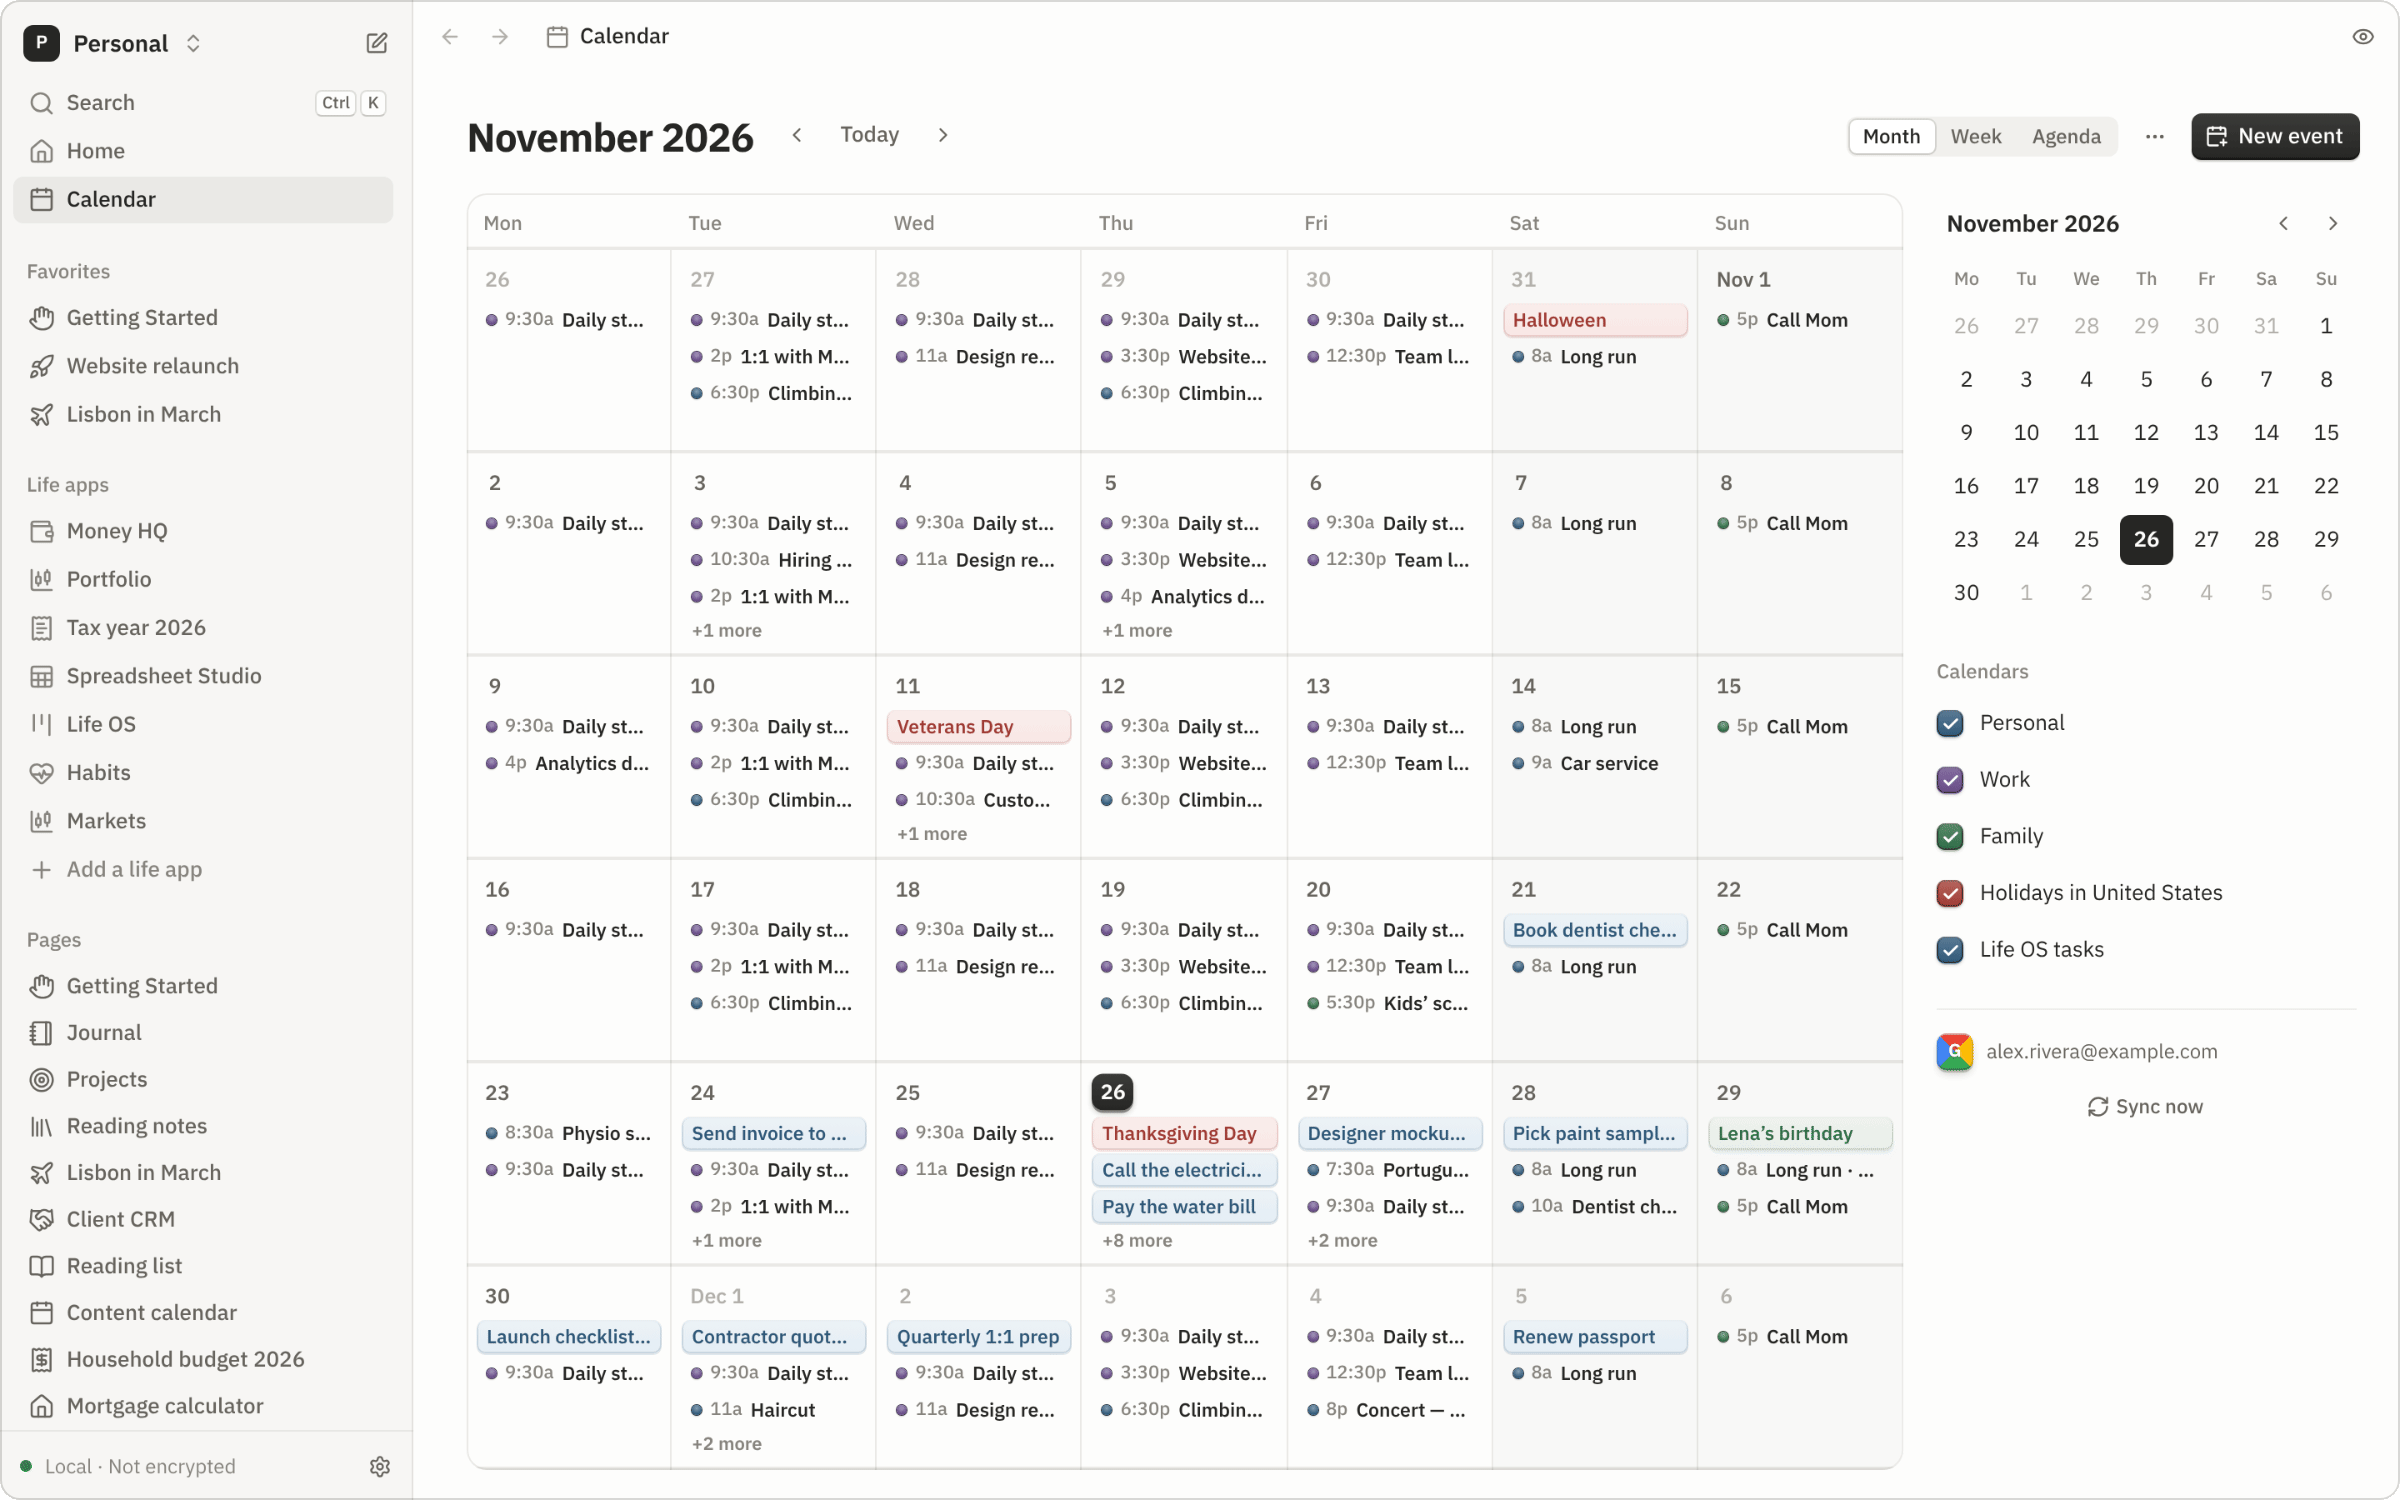 P Personal
Search Ctrl K
Home
Calendar
Favorites
Getting Started
Website relaunch
Lisbon in March
Life apps
Money HQ
Portfolio
Tax year 2026
Spreadsheet Studio
Life OS
Habits
Markets
Add a life app
Pages
Getting Started
Journal
Projects
Reading notes
Lisbon in March
Client CRM
Reading list
Content calendar
Household budget 2026
Mortgage calculator
Local · Not encrypted
Calendar
November 2026 Today
Month Week Agenda ··· New event
Mon Tue Wed Thu Fri Sat Sun
26
9:30a Daily st...
27
9:30a Daily st...
2p 1:1 with M...
6:30p Climbin...
28
9:30a Daily st...
11a Design re...
29
9:30a Daily st...
3:30p Website...
6:30p Climbin...
30
9:30a Daily st...
12:30p Team l...
31
Halloween
8a Long run
Nov 1
5p Call Mom
2
9:30a Daily st...
3
9:30a Daily st...
10:30a Hiring ...
2p 1:1 with M...
+1 more
4
9:30a Daily st...
11a Design re...
5
9:30a Daily st...
3:30p Website...
4p Analytics d...
+1 more
6
9:30a Daily st...
12:30p Team l...
7
8a Long run
8
5p Call Mom
9
9:30a Daily st...
4p Analytics d...
10
9:30a Daily st...
2p 1:1 with M...
6:30p Climbin...
11
Veterans Day
9:30a Daily st...
10:30a Custo...
+1 more
12
9:30a Daily st...
3:30p Website...
6:30p Climbin...
13
9:30a Daily st...
12:30p Team l...
14
8a Long run
9a Car service
15
5p Call Mom
16
9:30a Daily st...
17
9:30a Daily st...
2p 1:1 with M...
6:30p Climbin...
18
9:30a Daily st...
11a Design re...
19
9:30a Daily st...
3:30p Website...
6:30p Climbin...
20
9:30a Daily st...
12:30p Team l...
5:30p Kids’ sc...
21
Book dentist che...
8a Long run
22
5p Call Mom
23
8:30a Physio s...
9:30a Daily st...
24
Send invoice to ...
9:30a Daily st...
2p 1:1 with M...
+1 more
25
9:30a Daily st...
11a Design re...
26
Thanksgiving Day
Call the electrici...
Pay the water bill
+8 more
27
Designer mocku...
7:30a Portugu...
9:30a Daily st...
+2 more
28
Pick paint sampl...
8a Long run
10a Dentist ch...
29
Lena’s birthday
8a Long run · ...
5p Call Mom
30
Launch checklist...
9:30a Daily st...
Dec 1
Contractor quot...
9:30a Daily st...
11a Haircut
+2 more
2
Quarterly 1:1 prep
9:30a Daily st...
11a Design re...
3
9:30a Daily st...
3:30p Website...
6:30p Climbin...
4
9:30a Daily st...
12:30p Team l...
8p Concert — ...
5
Renew passport
8a Long run
6
5p Call Mom
November 2026
Mo Tu We Th Fr Sa Su
26 27 28 29 30 31 1
2 3 4 5 6 7 8
9 10 11 12 13 14 15
16 17 18 19 20 21 22
23 24 25 26 27 28 29
30 1 2 3 4 5 6
Calendars
Personal
Work
Family
Holidays in United States
Life OS tasks
G alex.rivera@example.com
Sync now